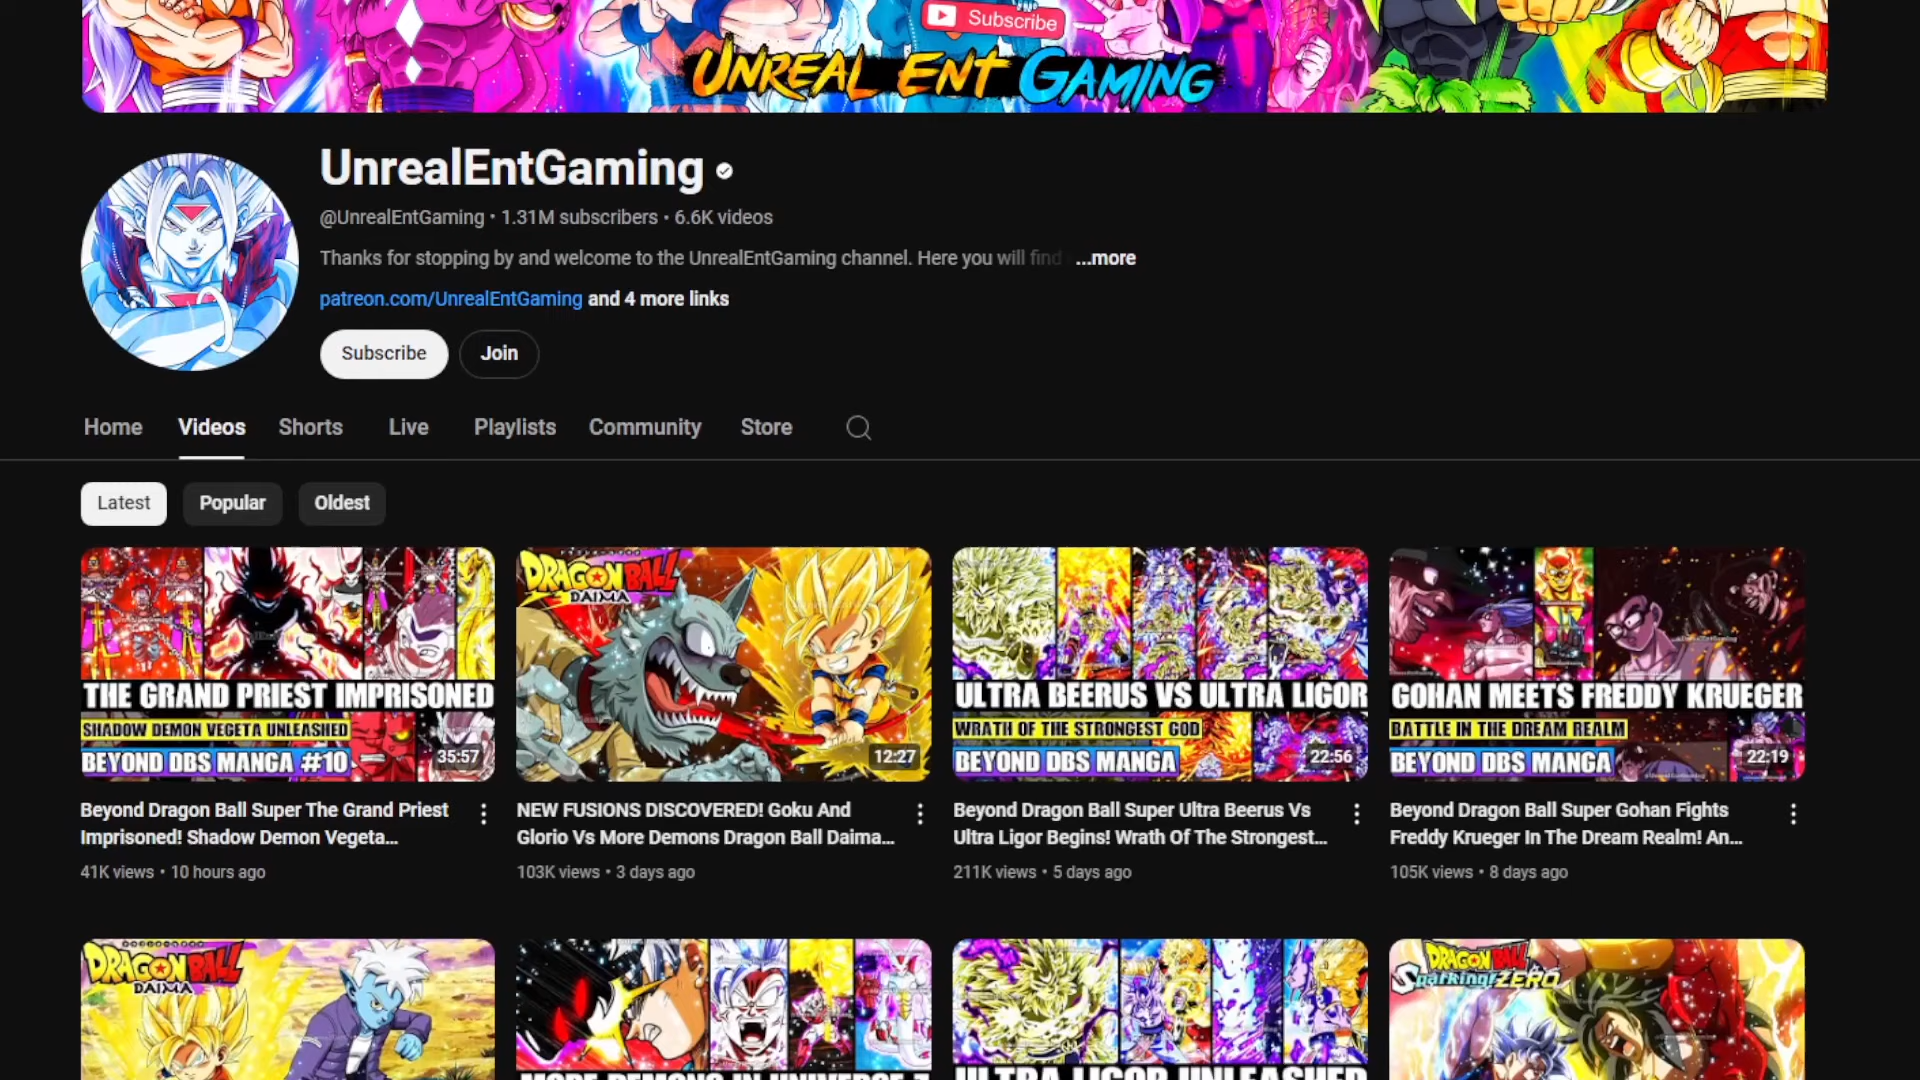 Subscribe
UNREAL ENT GAMING
UnrealEntGaming
@UnrealEntGaming • 1.31M subscribers • 6.6K videos
Thanks for stopping by and welcome to the UnrealEntGaming channel. Here you will find ...more
patreon.com/UnrealEntGaming and 4 more links
Subscribe Join
Home Videos Shorts Live Playlists Community Store
Latest Popular Oldest
THE GRAND PRIEST IMPRISONED
SHADOW DEMON VEGETA UNLEASHED
BEYOND DBS MANGA #10
35:57
DRAGON BALL
DAIMA
12:27
ULTRA BEERUS VS ULTRA LIGOR
WRATH OF THE STRONGEST GOD
BEYOND DBS MANGA
22:56
GOHAN MEETS FREDDY KRUEGER
BATTLE IN THE DREAM REALM
BEYOND DBS MANGA
22:19
Beyond Dragon Ball Super The Grand Priest
Imprisoned! Shadow Demon Vegeta...
41K views • 10 hours ago
NEW FUSIONS DISCOVERED! Goku And
Glorio Vs More Demons Dragon Ball Daima...
103K views • 3 days ago
Beyond Dragon Ball Super Ultra Beerus Vs
Ultra Ligor Begins! Wrath Of The Strongest...
211K views • 5 days ago
Beyond Dragon Ball Super Gohan Fights
Freddy Krueger In The Dream Realm! An...
105K views • 8 days ago
DRAGON BALL
DAIMA
MORE DEMONS IN UNIVERSE 7
ULTRA LIGOR UNLEASHED
DRAGON BALL
Sparking! ZERO